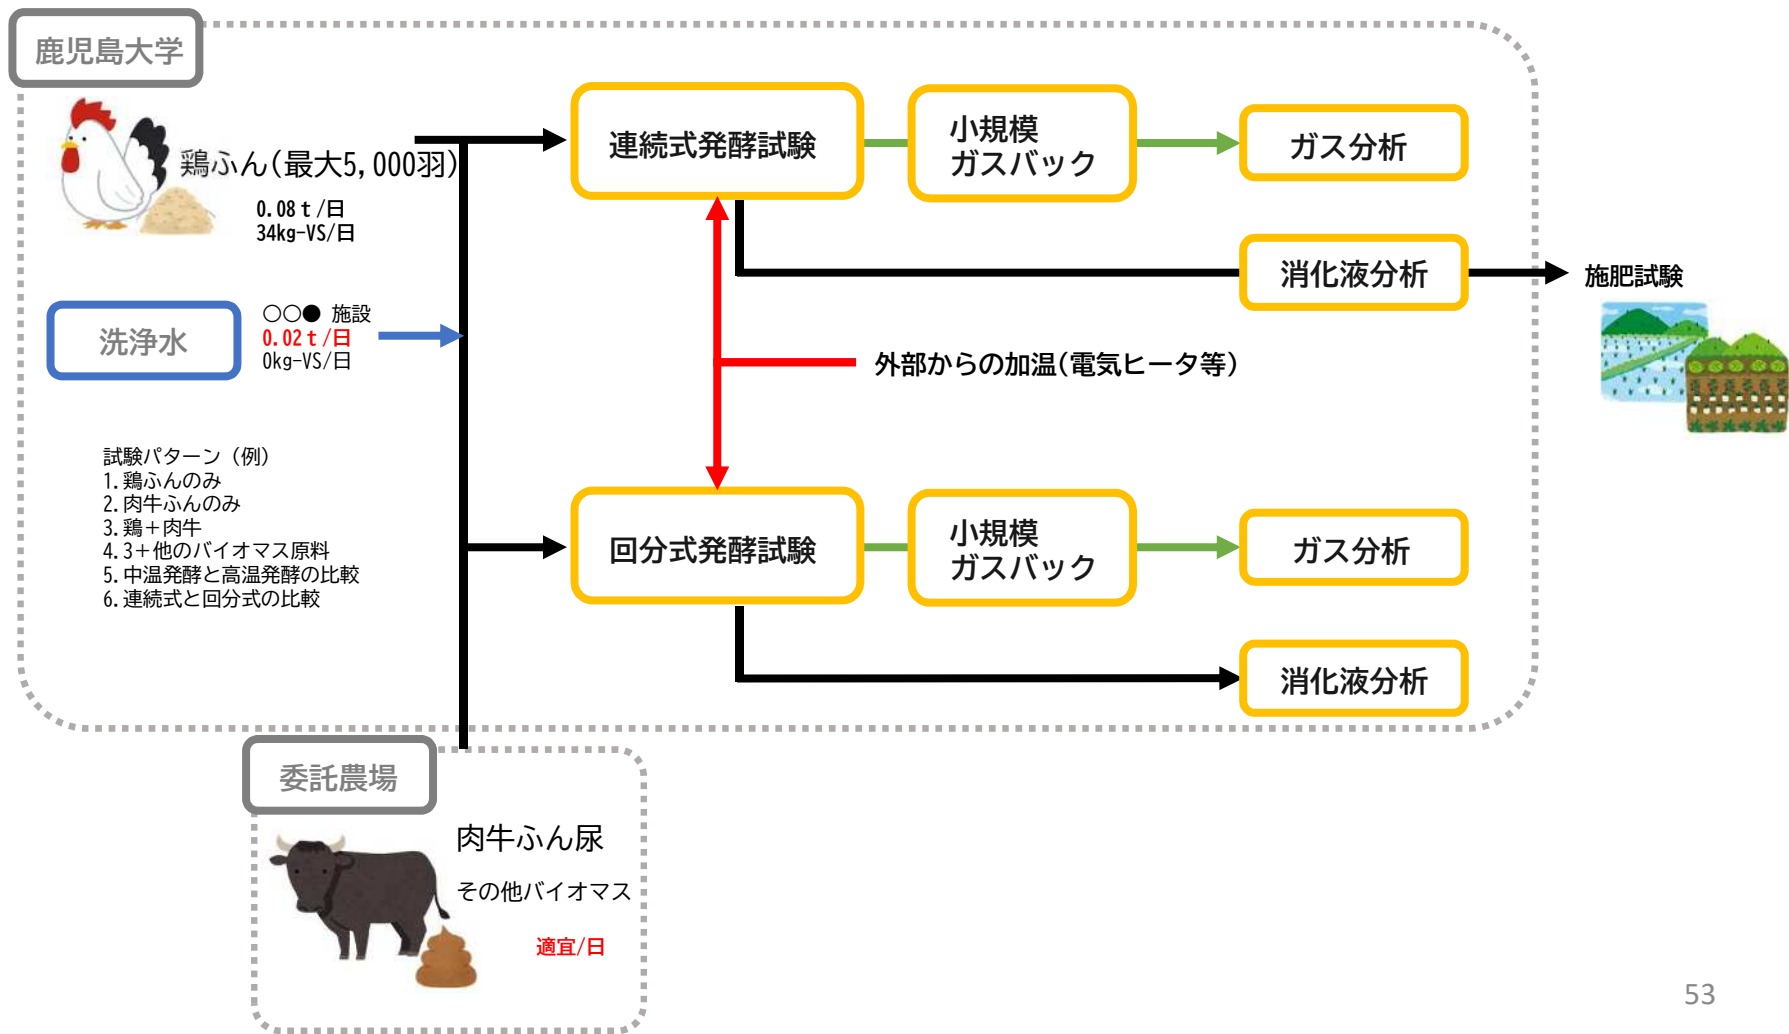 鹿児島大学
鶏ふん(最大5,000羽)
0.08ｔ/日
34kg-VS/日
洗浄水
○○● 施設
0.02ｔ/日
0kg-VS/日
試験パターン（例）
1.鶏ふんのみ
2.肉牛ふんのみ
3.鶏＋肉牛
4.3＋他のバイオマス原料
5.中温発酵と高温発酵の比較
6.連続式と回分式の比較
連続式発酵試験
小規模
ガスバック
ガス分析
消化液分析
施肥試験
外部からの加温(電気ヒータ等)
回分式発酵試験
小規模
ガスバック
ガス分析
消化液分析
委託農場
肉牛ふん尿
その他バイオマス
適宜/日
53